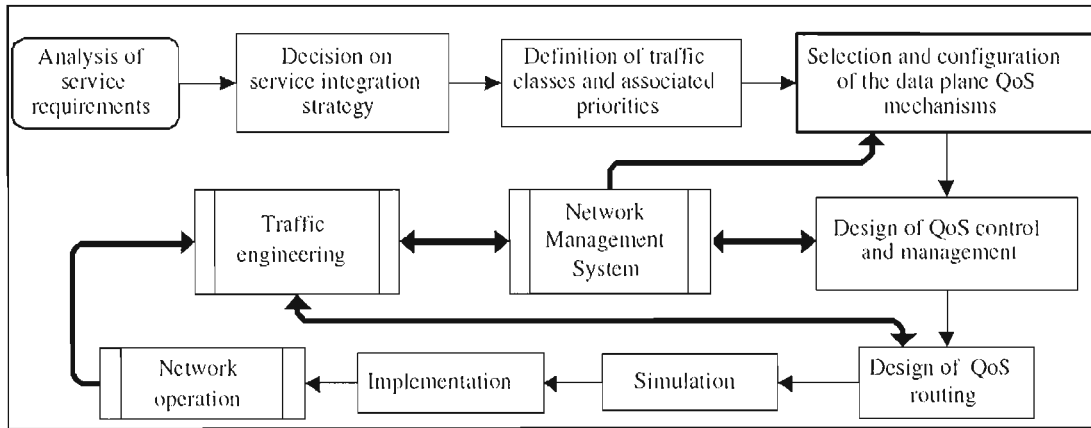 Analysis of
service
requirements
Decision on
service integration
strategy
Definition of traffic
classes and associated
priorities
Selection and configuration
of the data plane QoS
mechanisms
Traffic
engineering
Network
Management
System
Design of QoS control
and management
Network
operation
Implementation
Simulation
Design of QoS
routing